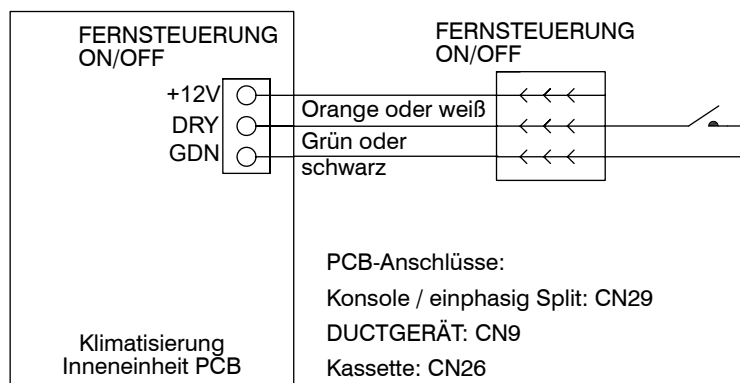 FERNSTEUERUNG
ON/OFF
FERNSTEUERUNG
ON/OFF
+12V
DRY
GDN
Orange oder weiß
Grün oder
schwarz
PCB-Anschlüsse:
Konsole / einphasig Split: CN29
DUCTGERÄT: CN9
Kassette: CN26
Klimatisierung
Inneneinheit PCB